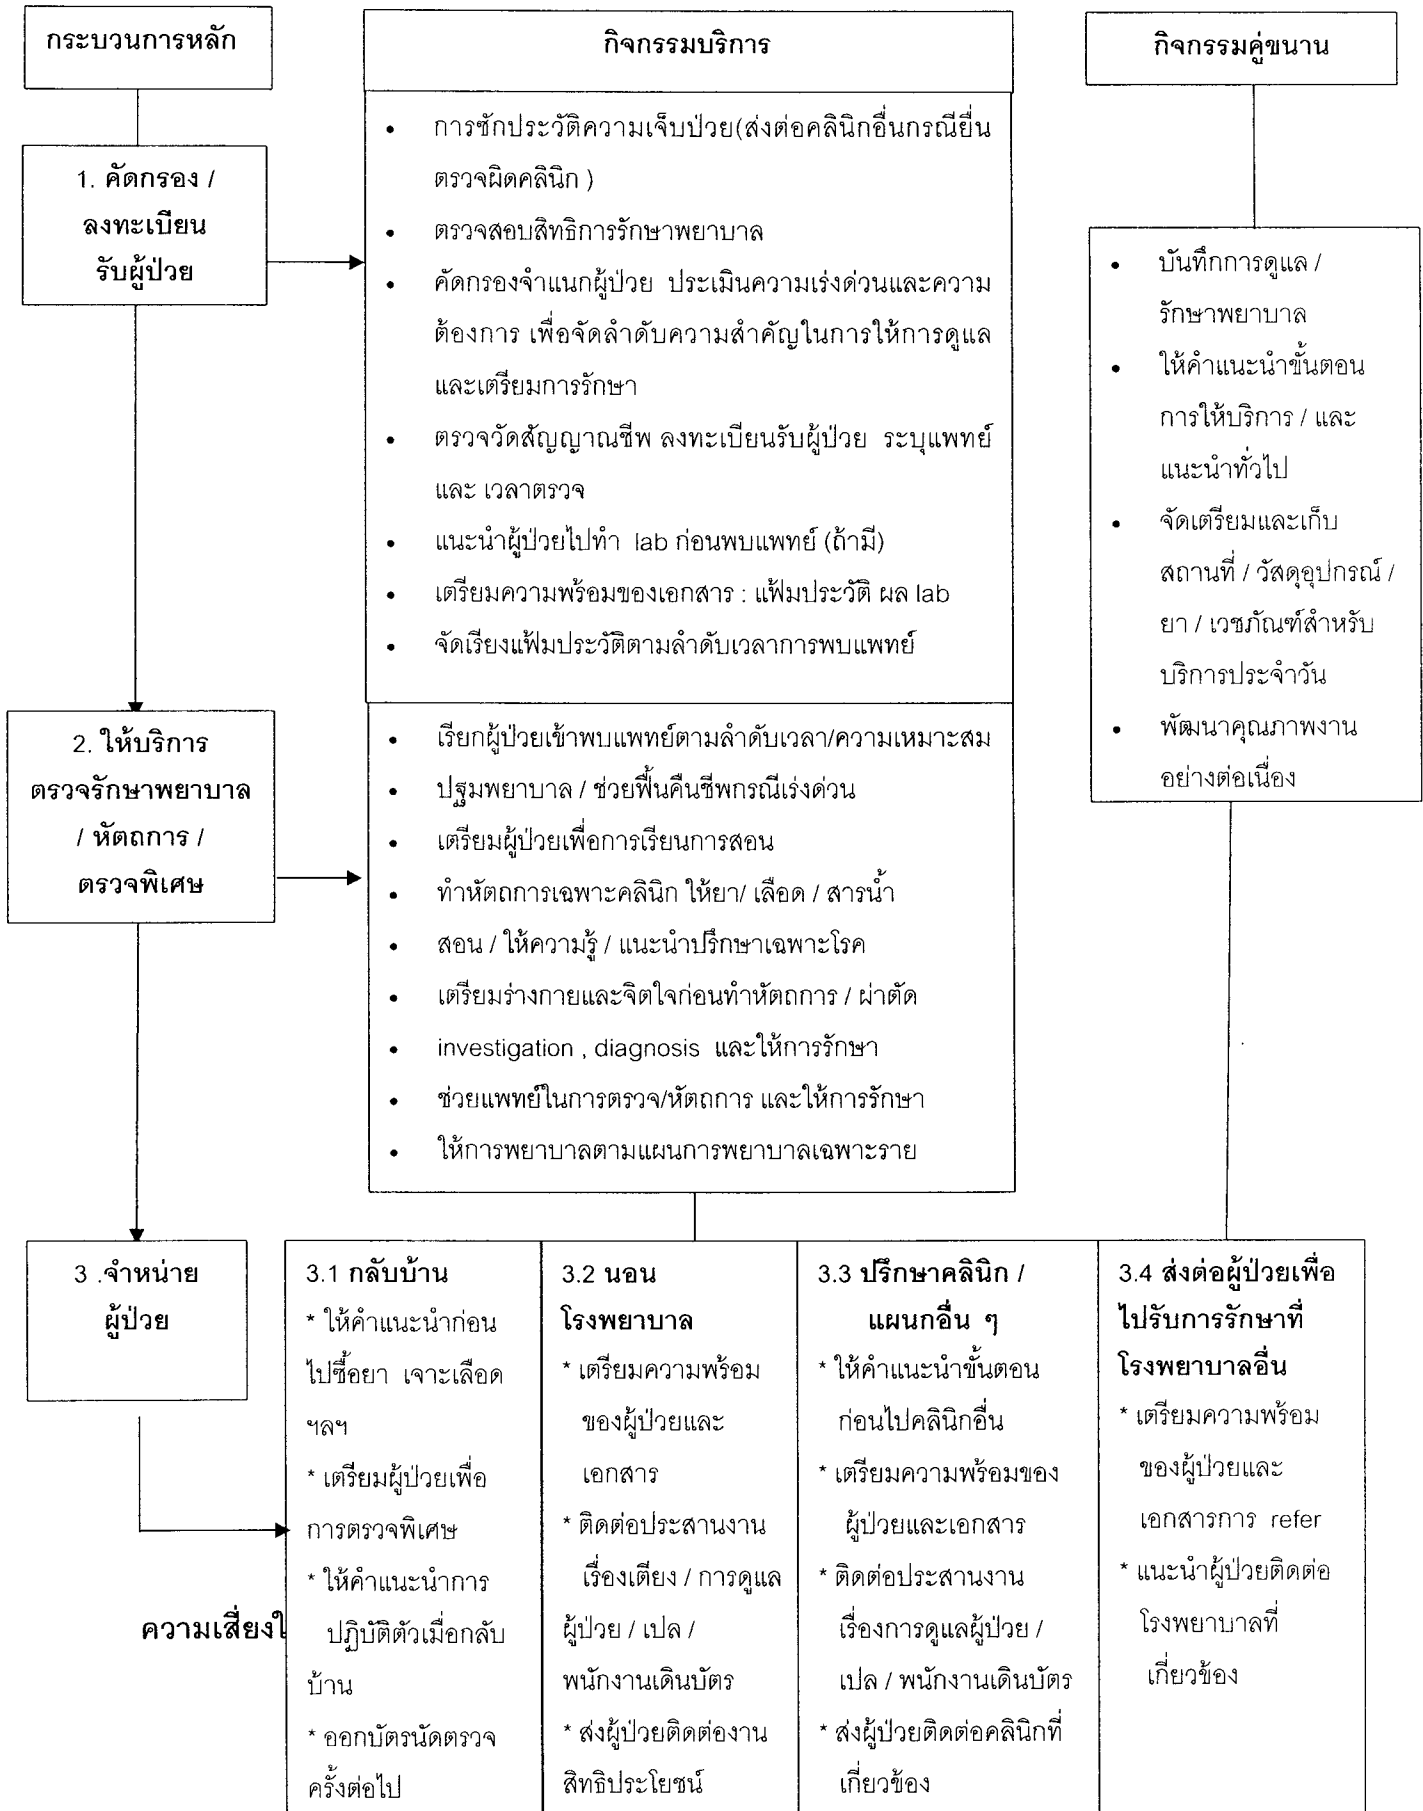 กระบวนการหลัก
กิจกรรมบริการ
กิจกรรมคู่ขนาน
1. คัดกรอง /
ลงทะเบียน
รับผู้ป่วย
• การซักประวัติความเจ็บป่วย(ส่งต่อคลินิกอื่นกรณียื่น
ตรวจผิดคลินิก )
• ตรวจสอบสิทธิการรักษาพยาบาล
• คัดกรองจำแนกผู้ป่วย ประเมินความเร่งด่วนและความ
ต้องการ เพื่อจัดลำดับความสำคัญในการให้การดูแล
และเตรียมการรักษา
• ตรวจวัดสัญญาณชีพ ลงทะเบียนรับผู้ป่วย ระบุแพทย์
และ เวลาตรวจ
• แนะนำผู้ป่วยไปทำ lab ก่อนพบแพทย์ (ถ้ามี)
• เตรียมความพร้อมของเอกสาร : แฟ้มประวัติ ผล lab
• จัดเรียงแฟ้มประวัติตามลำดับเวลาการพบแพทย์
• บันทึกการดูแล /
รักษาพยาบาล
• ให้คำแนะนำขั้นตอน
การให้บริการ / และ
แนะนำทั่วไป
• จัดเตรียมและเก็บ
สถานที่ / วัสดุอุปกรณ์ /
ยา / เวชภัณฑ์สำหรับ
บริการประจำวัน
• พัฒนาคุณภาพงาน
อย่างต่อเนื่อง
2. ให้บริการ
ตรวจรักษาพยาบาล
/ หัตถการ /
ตรวจพิเศษ
• เรียกผู้ป่วยเข้าพบแพทย์ตามลำดับเวลา/ความเหมาะสม
• ปฐมพยาบาล / ช่วยฟื้นคืนชีพกรณีเร่งด่วน
• เตรียมผู้ป่วยเพื่อการเรียนการสอน
• ทำหัตถการเฉพาะคลินิก ให้ยา/ เลือด / สารน้ำ
• สอน / ให้ความรู้ / แนะนำปรึกษาเฉพาะโรค
• เตรียมร่างกายและจิตใจก่อนทำหัตถการ / ผ่าตัด
• investigation , diagnosis และให้การรักษา
• ช่วยแพทย์ในการตรวจ/หัตถการ และให้การรักษา
• ให้การพยาบาลตามแผนการพยาบาลเฉพาะราย
3 .จำหน่าย
ผู้ป่วย
3.1 กลับบ้าน
* ให้คำแนะนำก่อน
ไปซื้อยา เจาะเลือด
ฯลฯ
* เตรียมผู้ป่วยเพื่อ
การตรวจพิเศษ
* ให้คำแนะนำการ
ปฏิบัติตัวเมื่อกลับ
บ้าน
* ออกบัตรนัดตรวจ
ครั้งต่อไป
ความเสี่ยงใ
3.2 นอน
โรงพยาบาล
* เตรียมความพร้อม
ของผู้ป่วยและ
เอกสาร
* ติดต่อประสานงาน
เรื่องเตียง / การดูแล
ผู้ป่วย / เปล /
พนักงานเดินบัตร
* ส่งผู้ป่วยติดต่องาน
สิทธิประโยชน์
3.3 ปรึกษาคลินิก /
แผนกอื่น ๆ
* ให้คำแนะนำขั้นตอน
ก่อนไปคลินิกอื่น
* เตรียมความพร้อมของ
ผู้ป่วยและเอกสาร
* ติดต่อประสานงาน
เรื่องการดูแลผู้ป่วย /
เปล / พนักงานเดินบัตร
* ส่งผู้ป่วยติดต่อคลินิกที่
เกี่ยวข้อง
3.4 ส่งต่อผู้ป่วยเพื่อ
ไปรับการรักษาที่
โรงพยาบาลอื่น
* เตรียมความพร้อม
ของผู้ป่วยและ
เอกสารการ refer
* แนะนำผู้ป่วยติดต่อ
โรงพยาบาลที่
เกี่ยวข้อง